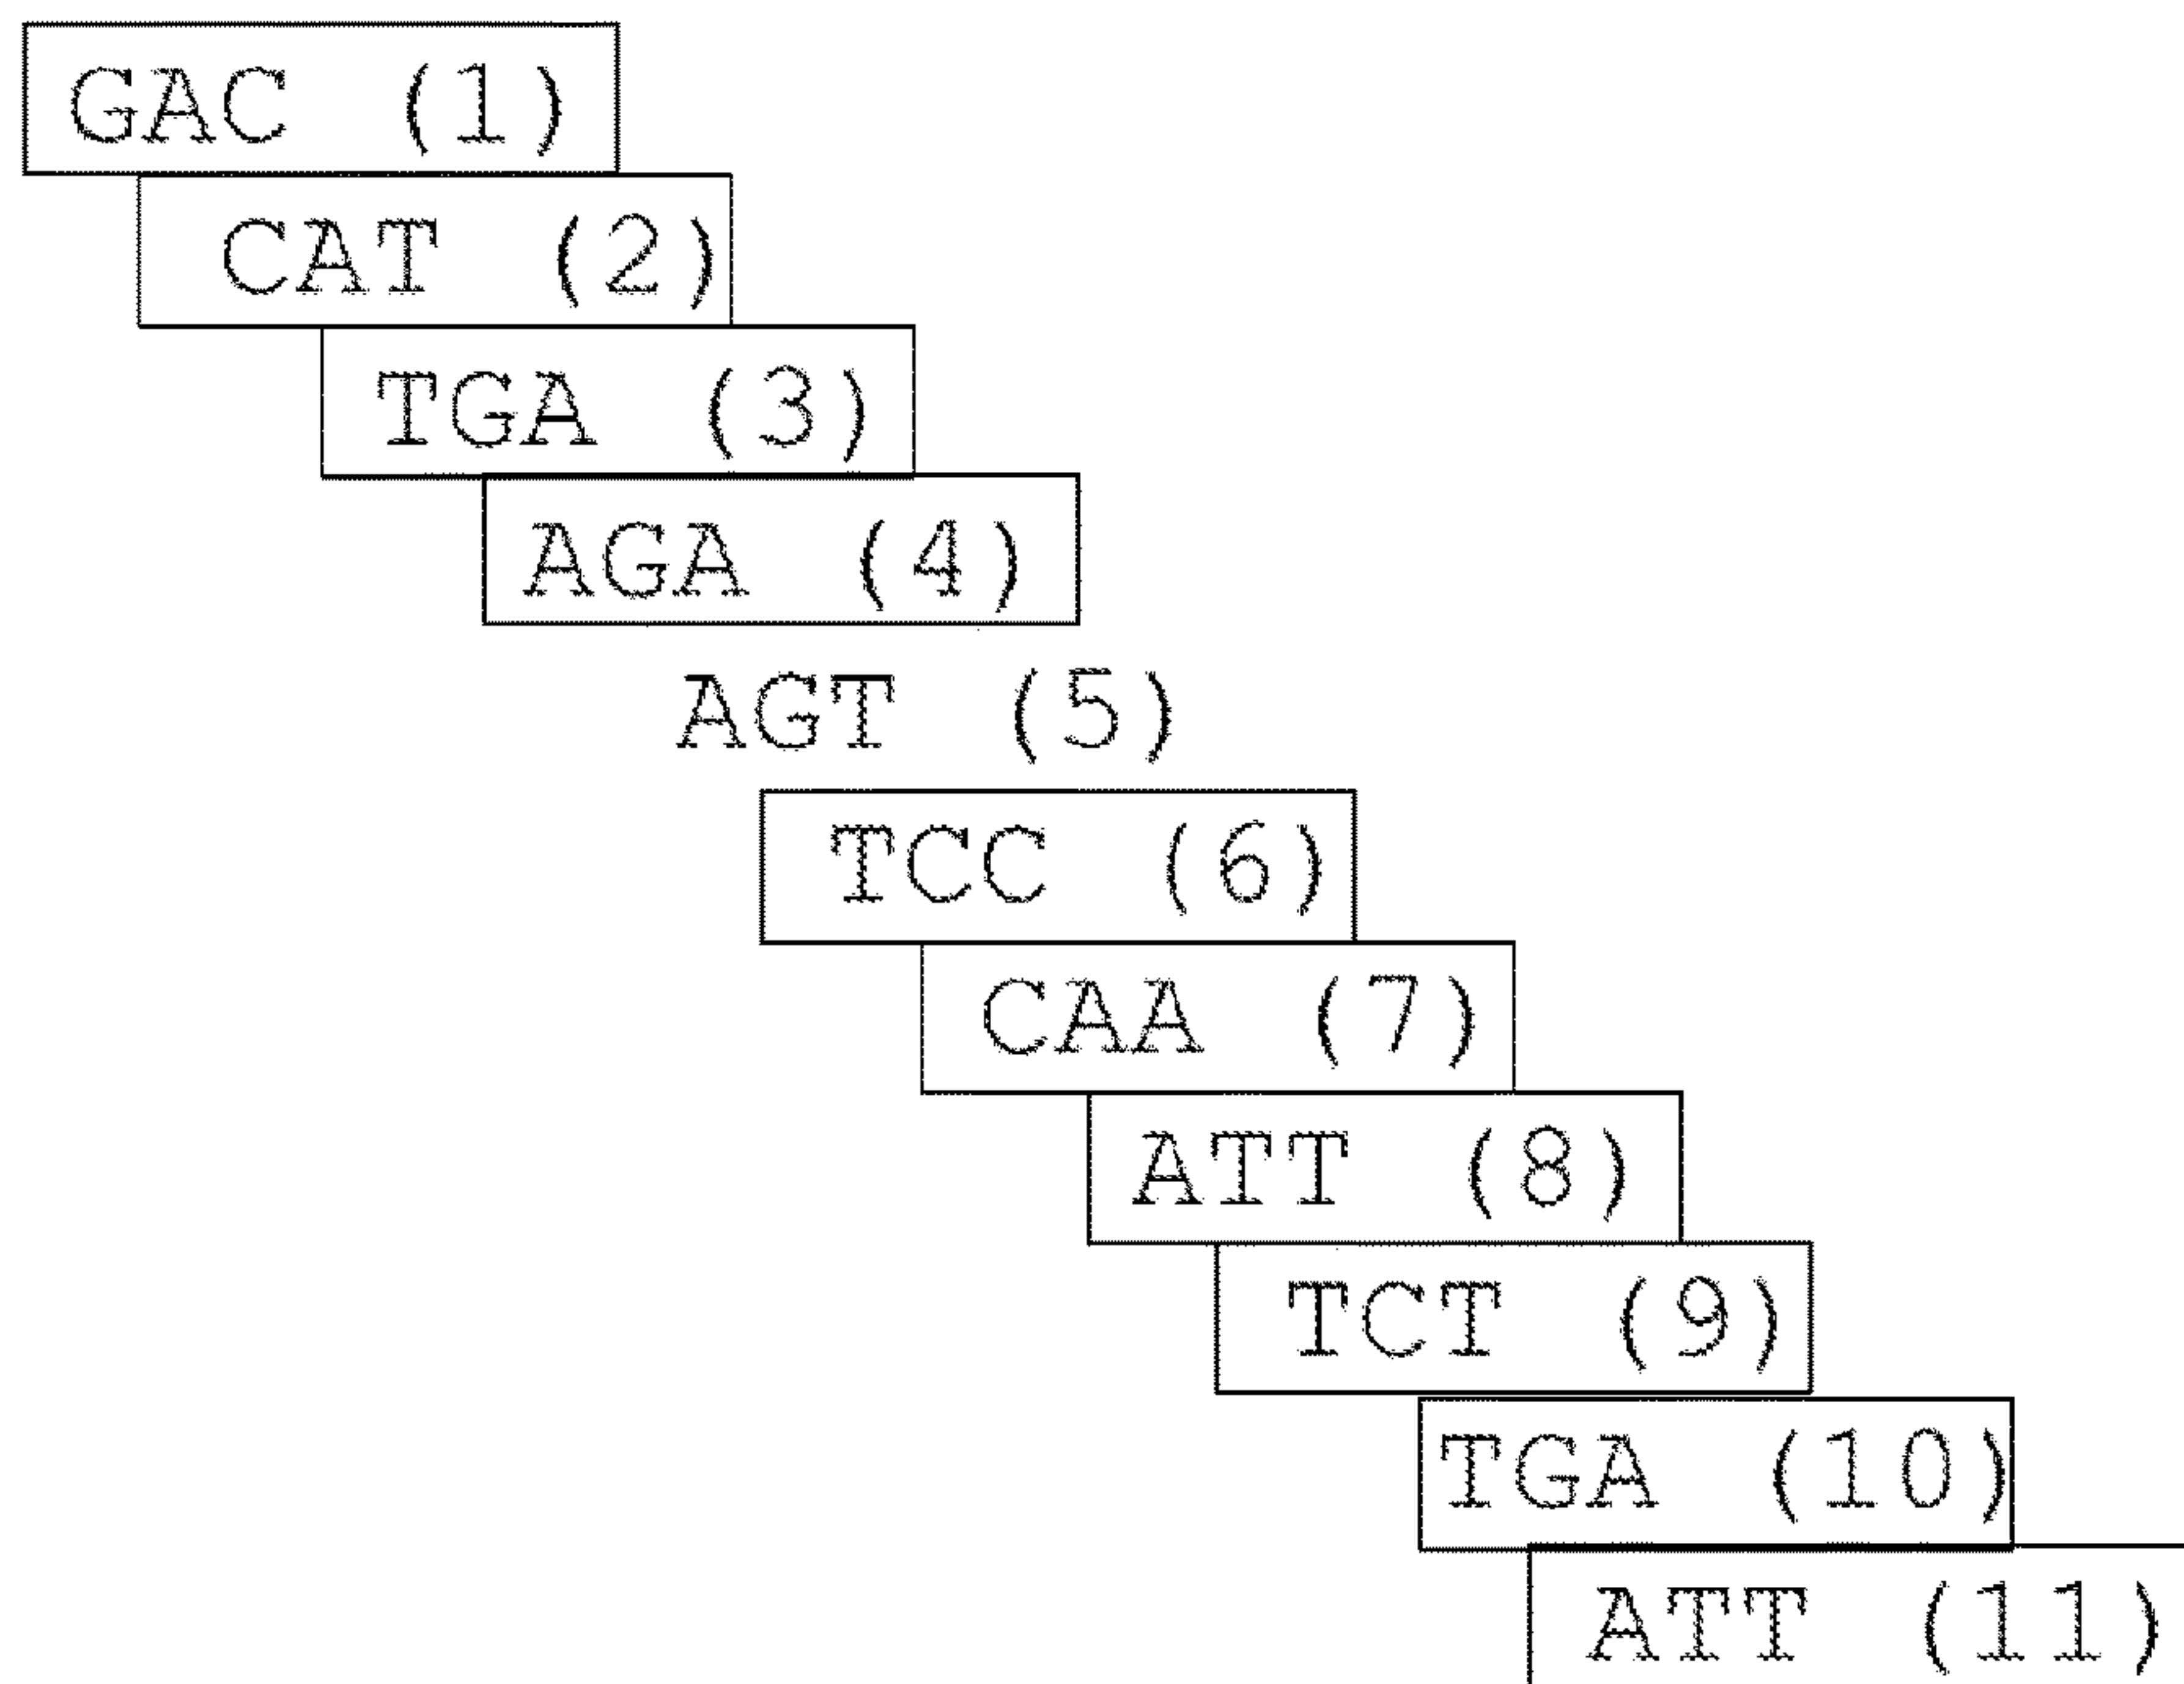 GAC (1)
CAT (2)
TGA (3)
AGA (4)
AGT (5)
TCC (6)
CAA (7)
ATT (8)
TCT (9)
TGA (10)
ATT (11)